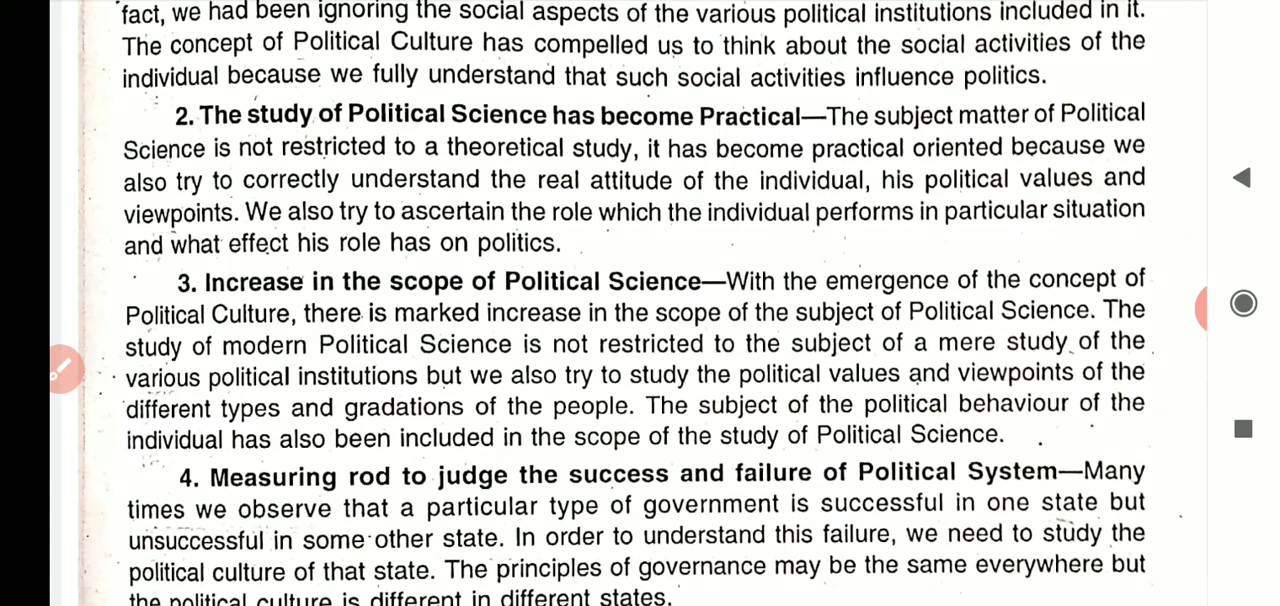 fact, we had been ignoring the social aspects of the various political institutions included in it.
The concept of Political Culture has compelled us to think about the social activities of the
individual because we fully understand that such social activities influence politics.
2. The study of Political Science has become Practical—The subject matter of Political
Science is not restricted to a theoretical study, it has become practical oriented because we
also try to correctly understand the real attitude of the individual, his political values and
viewpoints. We also try to ascertain the role which the individual performs in particular situation
and what effect his role has on politics.
3. Increase in the scope of Political Science—With the emergence of the concept of
Political Culture, there is marked increase in the scope of the subject of Political Science. The
study of modern Political Science is not restricted to the subject of a mere study of the
various political institutions but we also try to study the political values and viewpoints of the
different types and gradations of the people. The subject of the political behaviour of the
individual has also been included in the scope of the study of Political Science.
4. Measuring rod to judge the success and failure of Political System—Many
times we observe that a particular type of government is successful in one state but
unsuccessful in some other state. In order to understand this failure, we need to study the
political culture of that state. The principles of governance may be the same everywhere but
the political culture is different in different states.